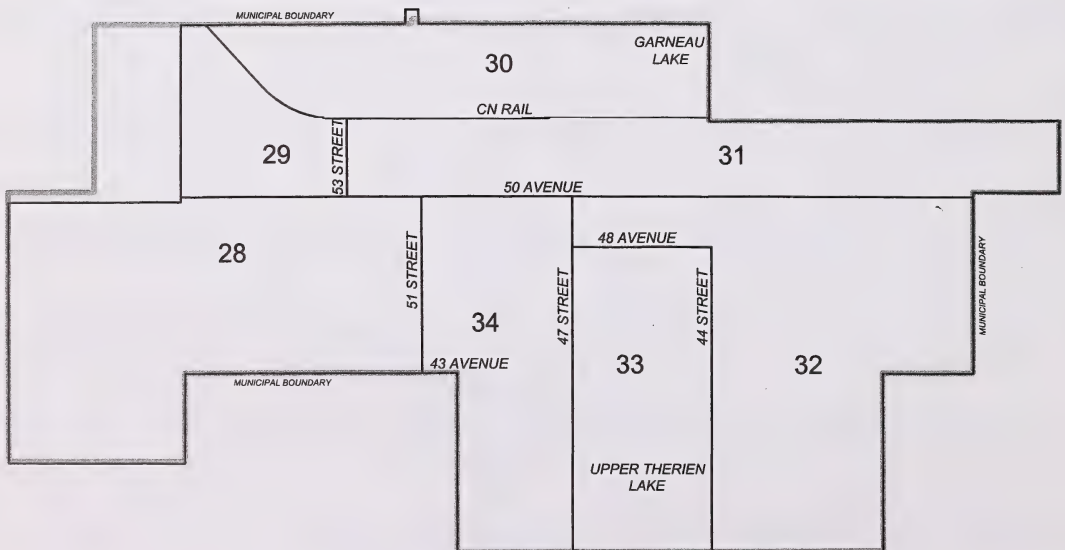 MUNICIPAL BOUNDARY
GARNEAU
LAKE
30
CN RAIL
29
53 STREET
31
50 AVENUE
28
51 STREET
48 AVENUE
34
47 STREET
44 STREET
MUNICIPAL BOUNDARY
43 AVENUE
33
32
MUNICIPAL BOUNDARY
UPPER THERIEN
LAKE